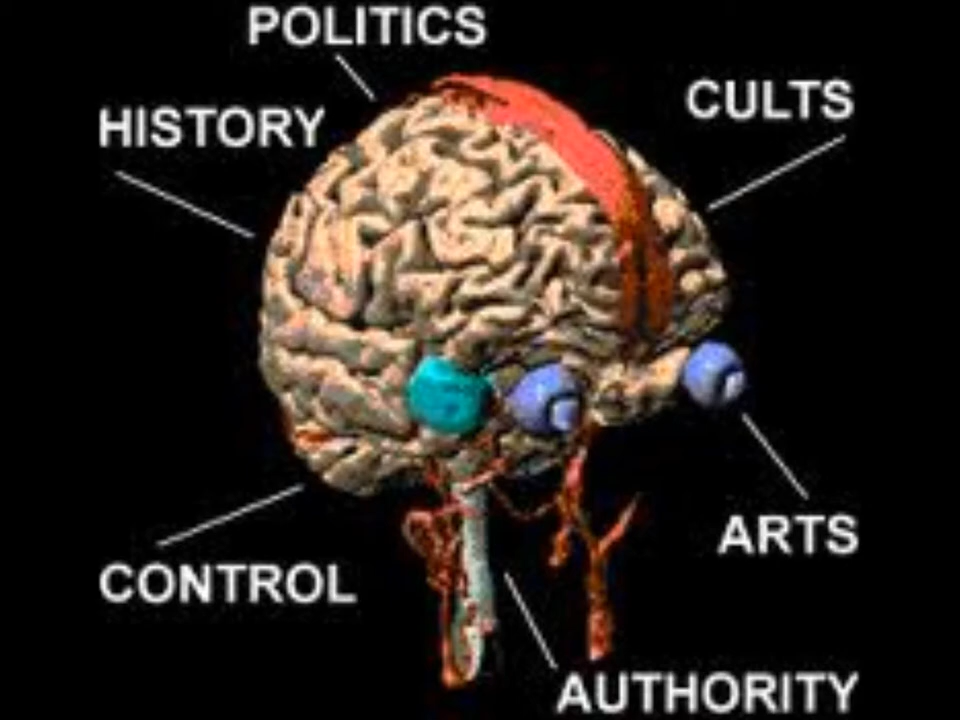 POLITICS
CULTS
HISTORY
ARTS
CONTROL
AUTHORITY